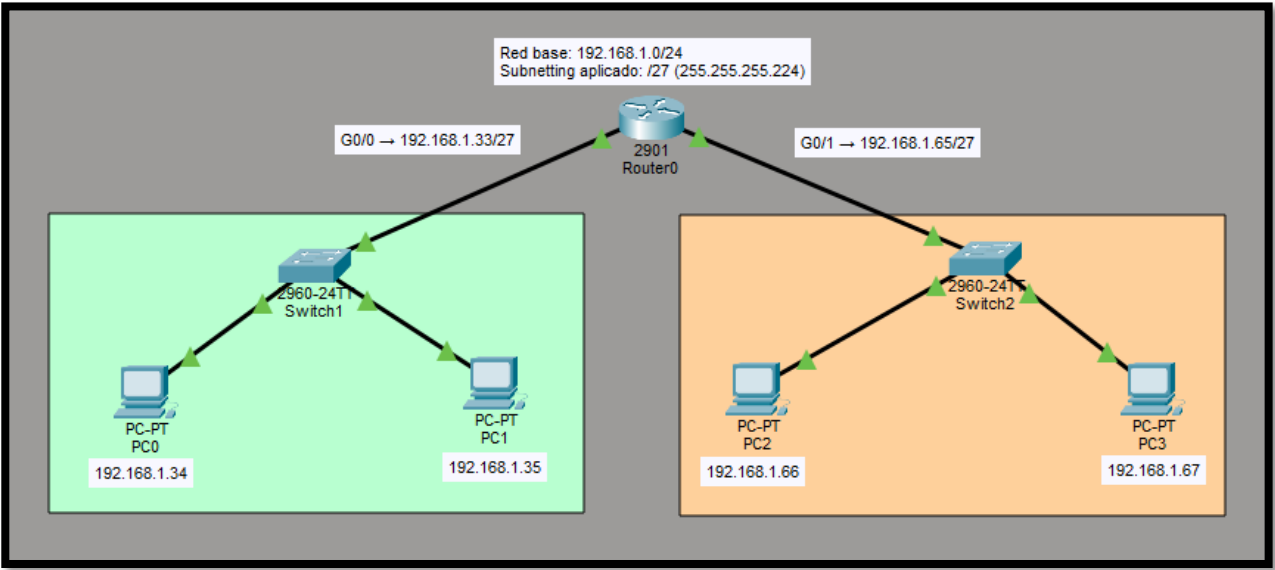 Red base: 192.168.1.0/24
Subnetting aplicado: /27 (255.255.255.224)
G0/0 → 192.168.1.33/27
G0/1 → 192.168.1.65/27
2901
Router0
2960-24TT
Switch1
2960-24TT
Switch2
PC-PT
PC0
192.168.1.34
PC-PT
PC1
192.168.1.35
PC-PT
PC2
192.168.1.66
PC-PT
PC3
192.168.1.67